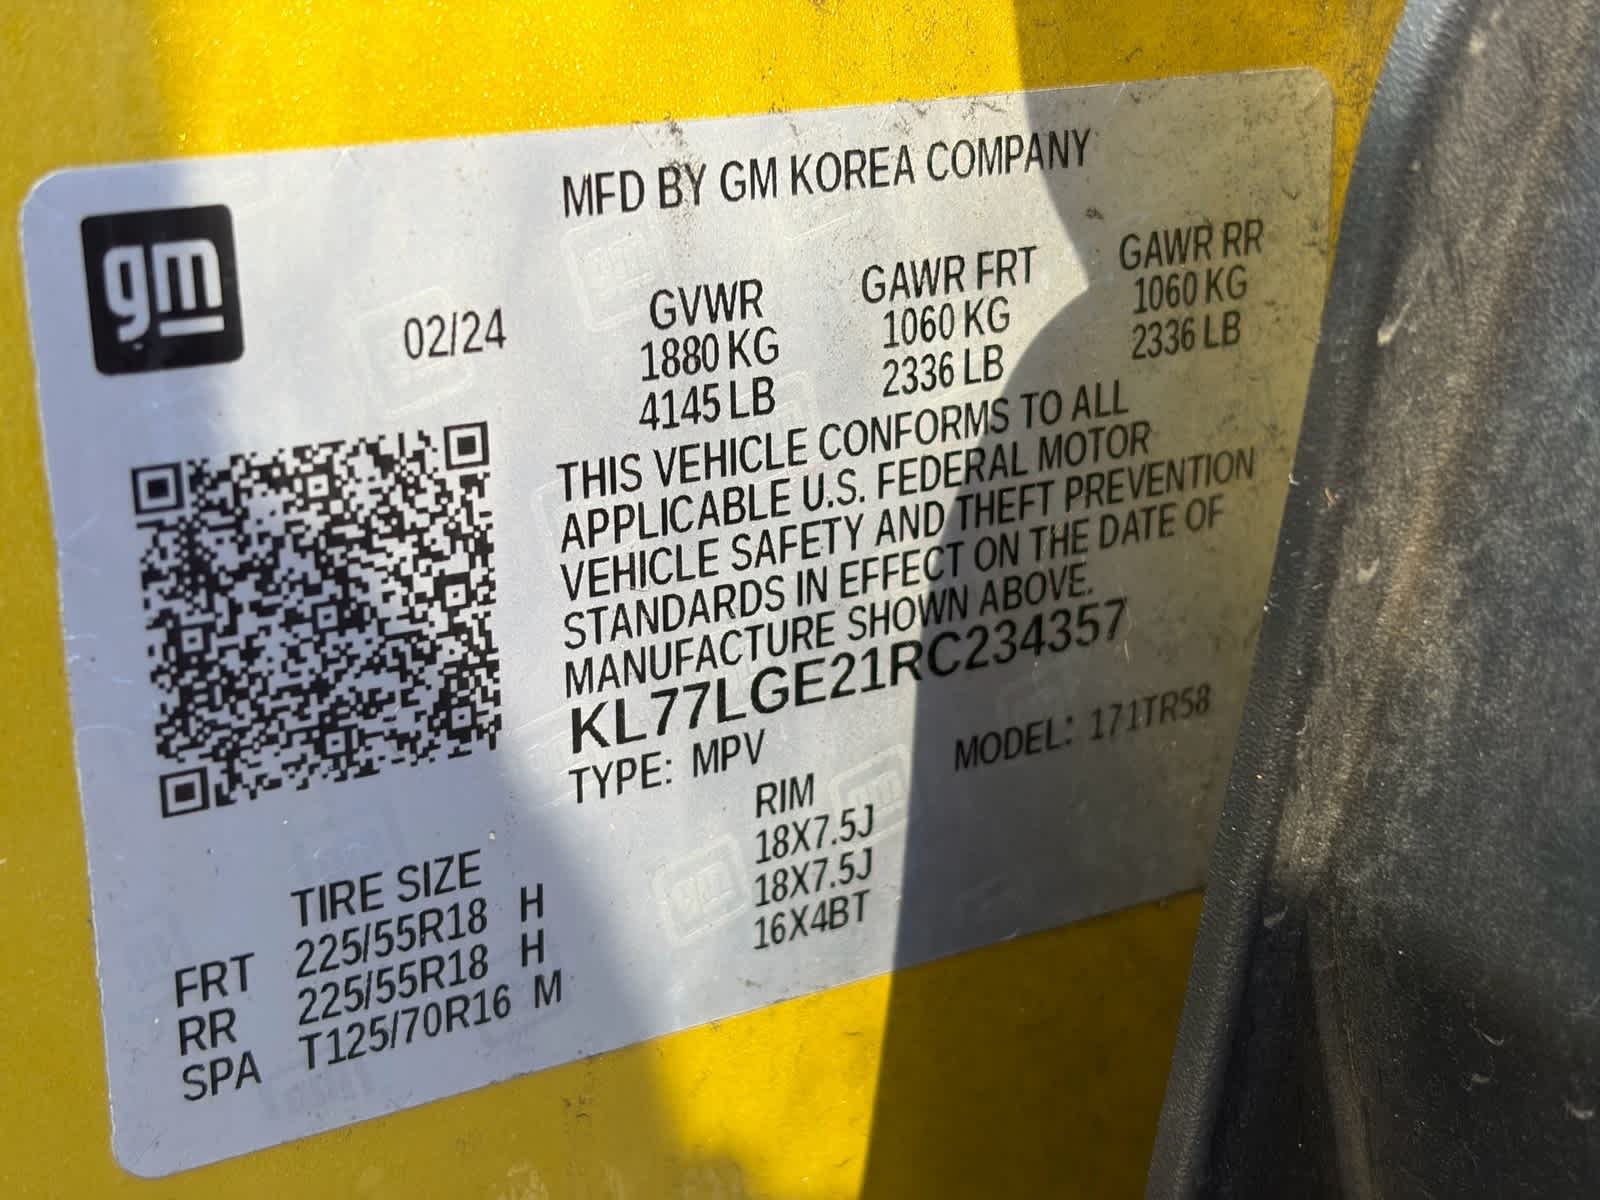 MFD BY GM KOREA COMPANY
gm
02/24
GVWR GAWR FRT GAWR RR
1880 KG 1060 KG 1060 KG
4145 LB 2336 LB 2336 LB
THIS VEHICLE CONFORMS TO ALL
APPLICABLE U.S. FEDERAL MOTOR
VEHICLE SAFETY AND THEFT PREVENTION
STANDARDS IN EFFECT ON THE DATE OF
MANUFACTURE SHOWN ABOVE.
KL77LGE21RC234357
TYPE: MPV MODEL: 171TR58
TIRE SIZE RIM
FRT 225/55R18 H 18X7.5J
RR 225/55R18 H 18X7.5J
SPA T125/70R16 M 16X4BT